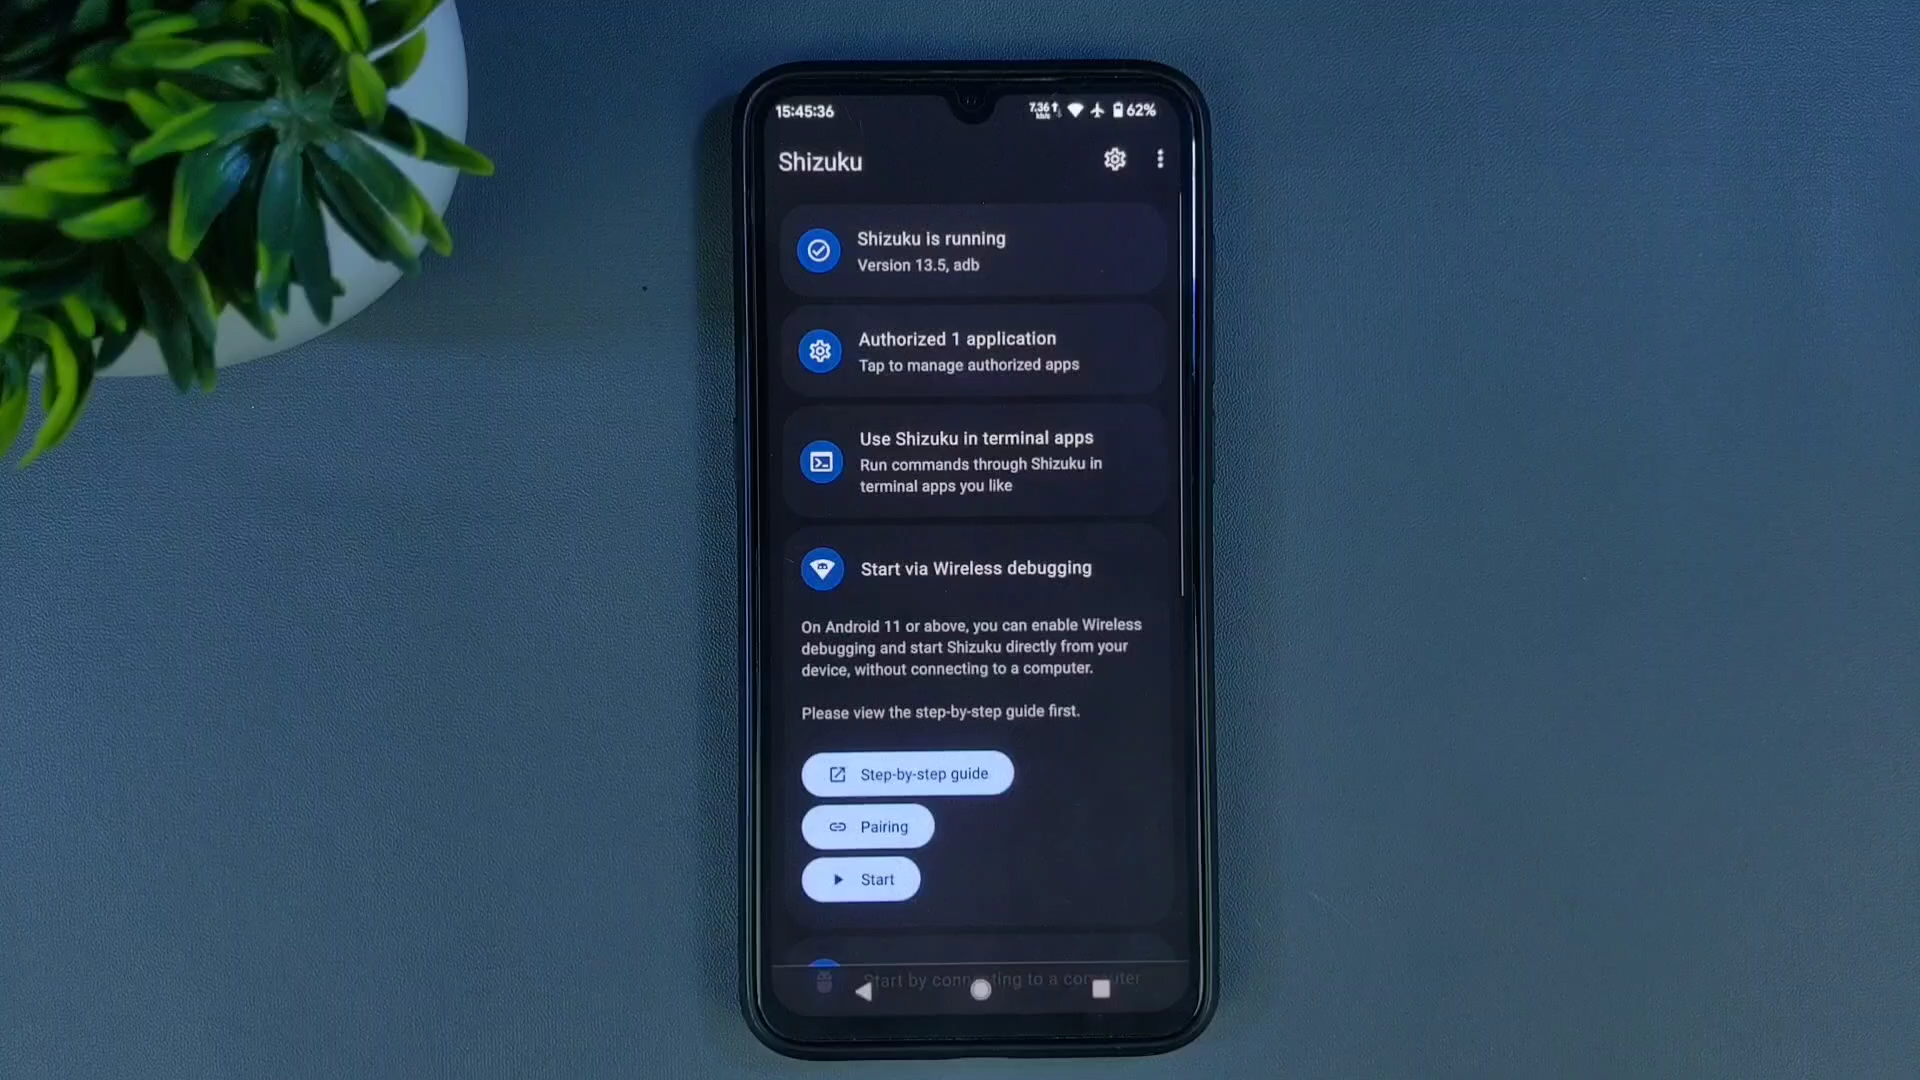 15:45:36
7.36
kb/s
62%
Shizuku
Shizuku is running
Version 13.5, adb
Authorized 1 application
Tap to manage authorized apps
Use Shizuku in terminal apps
Run commands through Shizuku in
terminal apps you like
Start via Wireless debugging
On Android 11 or above, you can enable Wireless
debugging and start Shizuku directly from your
device, without connecting to a computer.
Please view the step-by-step guide first.
Step-by-step guide
Pairing
Start
Start by connecting to a computer